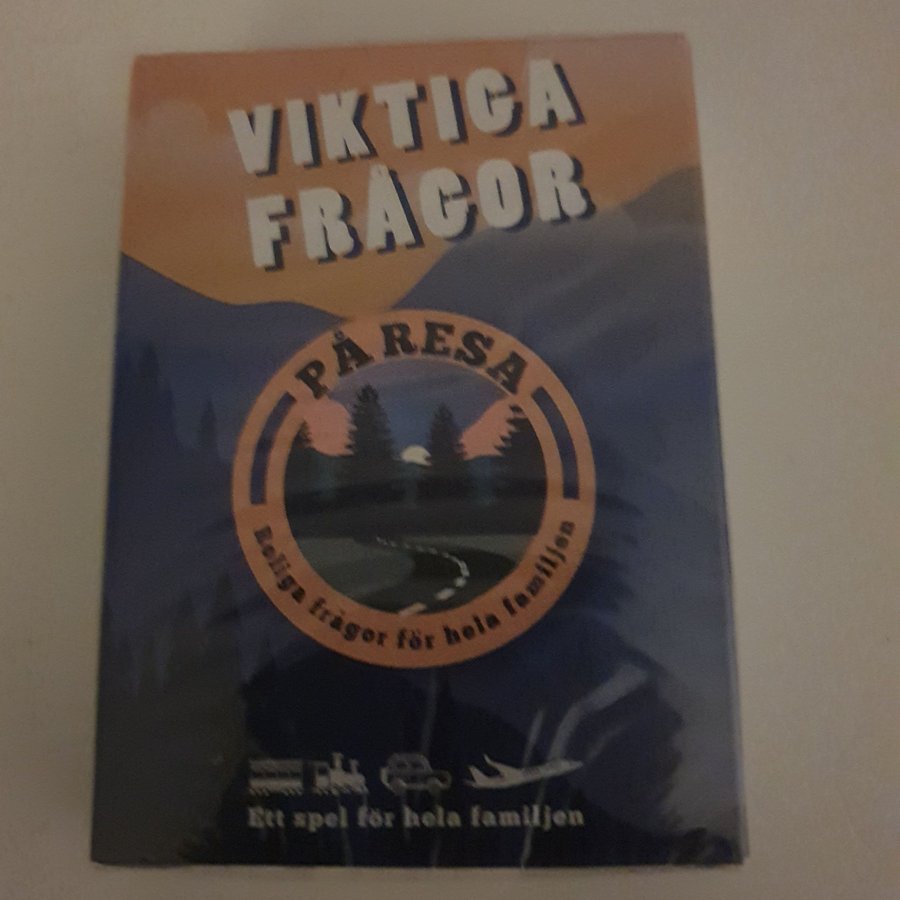 VIKTIGA
FRÅGOR
PÅ RESA
Roliga frågor för hela familjen
Ett spel för hela familjen